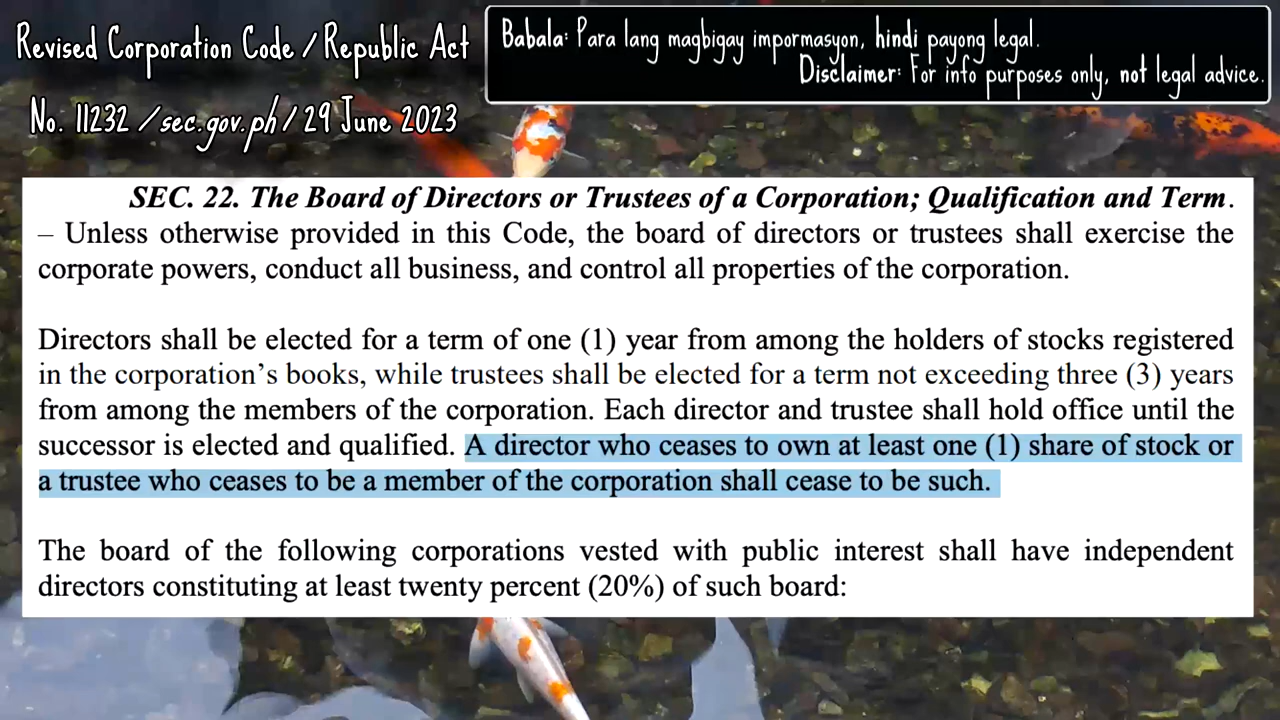 Revised Corporation Code / Republic Act
No. 11232 / sec.gov.ph / 29 June 2023
Babala: Para lang magbigay impormasyon, hindi payong legal.
Disclaimer: For info purposes only, not legal advice.
SEC. 22. The Board of Directors or Trustees of a Corporation; Qualification and Term.
– Unless otherwise provided in this Code, the board of directors or trustees shall exercise the
corporate powers, conduct all business, and control all properties of the corporation.
Directors shall be elected for a term of one (1) year from among the holders of stocks registered
in the corporation’s books, while trustees shall be elected for a term not exceeding three (3) years
from among the members of the corporation. Each director and trustee shall hold office until the
successor is elected and qualified. A director who ceases to own at least one (1) share of stock or
a trustee who ceases to be a member of the corporation shall cease to be such.
The board of the following corporations vested with public interest shall have independent
directors constituting at least twenty percent (20%) of such board: